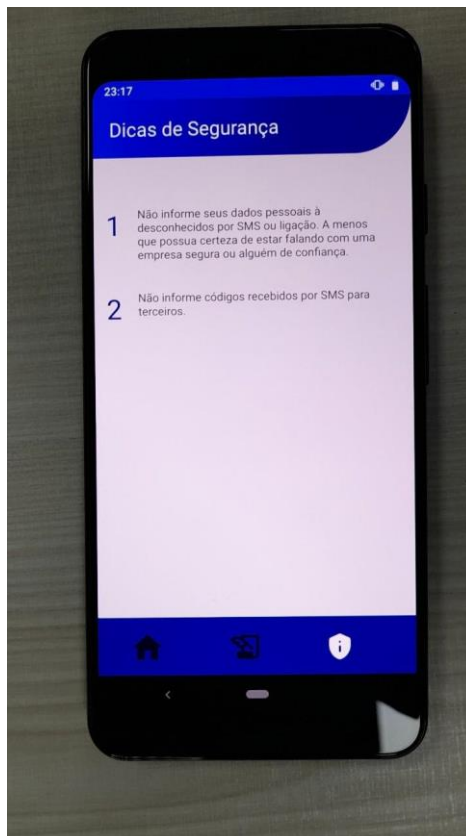 23:17
Dicas de Segurança
1
Não informe seus dados pessoais à
desconhecidos por SMS ou ligação. A menos
que possua certeza de estar falando com uma
empresa segura ou alguém de confiança.
2
Não informe códigos recebidos por SMS para
terceiros.